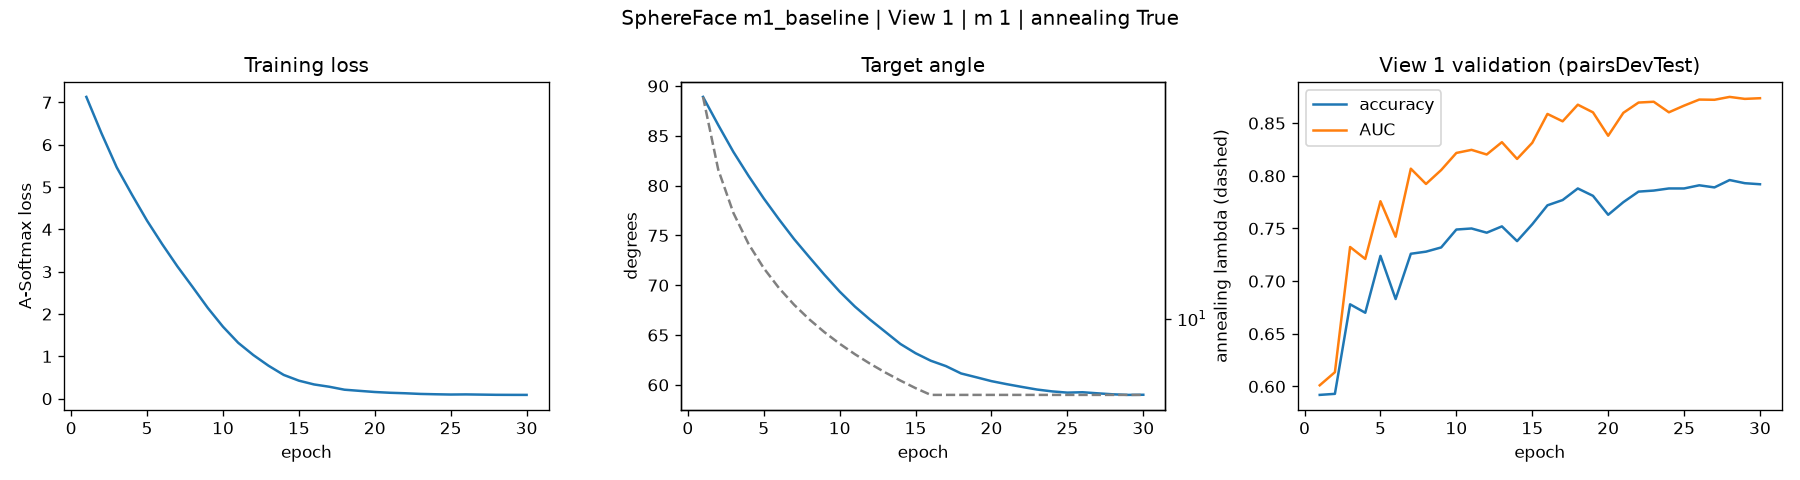 SphereFace m1_baseline | View 1 | m 1 | annealing True
Training loss
A-Softmax loss
7
6
5
4
3
2
1
0
0 5 10 15 20 25 30
epoch
Target angle
degrees
90
85
80
75
70
65
60
0 5 10 15 20 25 30
epoch
10¹
annealing lambda (dashed)
View 1 validation (pairsDevTest)
accuracy
AUC
0.85
0.80
0.75
0.70
0.65
0.60
0 5 10 15 20 25 30
epoch